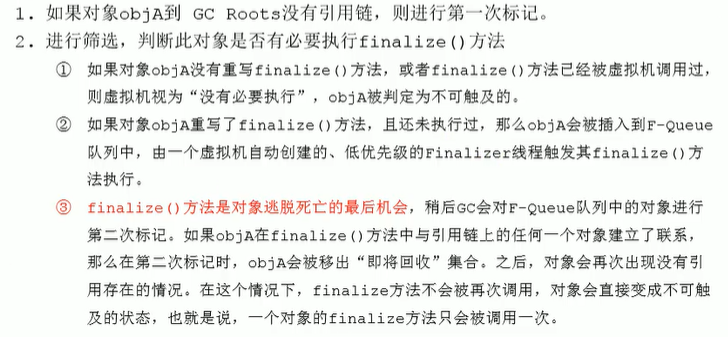 1. 如果对象objA到 GC Roots没有引用链，则进行第一次标记。
2. 进行筛选，判断此对象是否有必要执行finalize()方法
① 如果对象objA没有重写finalize()方法，或者finalize()方法已经被虚拟机调用过，
则虚拟机视为“没有必要执行”，objA被判定为不可触及的。
② 如果对象objA重写了finalize()方法，且还未执行过，那么objA会被插入到F-Queue
队列中，由一个虚拟机自动创建的、低优先级的Finalizer线程触发其finalize()方
法执行。
③ finalize()方法是对象逃脱死亡的最后机会，稍后GC会对F-Queue队列中的对象进行
第二次标记。如果objA在finalize()方法中与引用链上的任何一个对象建立了联系，
那么在第二次标记时，objA会被移出“即将回收”集合。之后，对象会再次出现没有引
用存在的情况。在这个情况下，finalize方法不会被再次调用，对象会直接变成不可触
及的状态，也就是说，一个对象的finalize方法只会被调用一次。